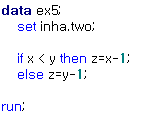 data ex5;
set inha.two;
if x < y then z=x-1;
else z=y-1;
run;